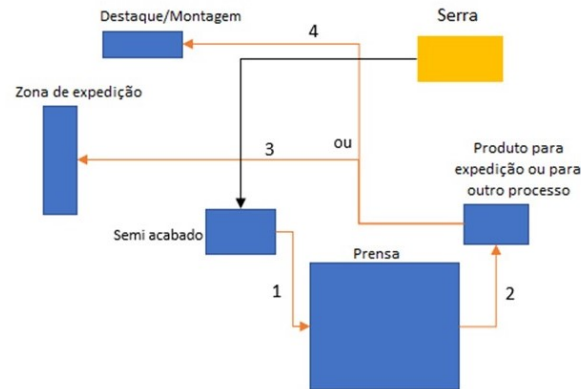 Destaque/Montagem
Serra
4
Zona de expedição
3
ou
Produto para
expedição ou para
outro processo
Semi acabado
Prensa
1
2